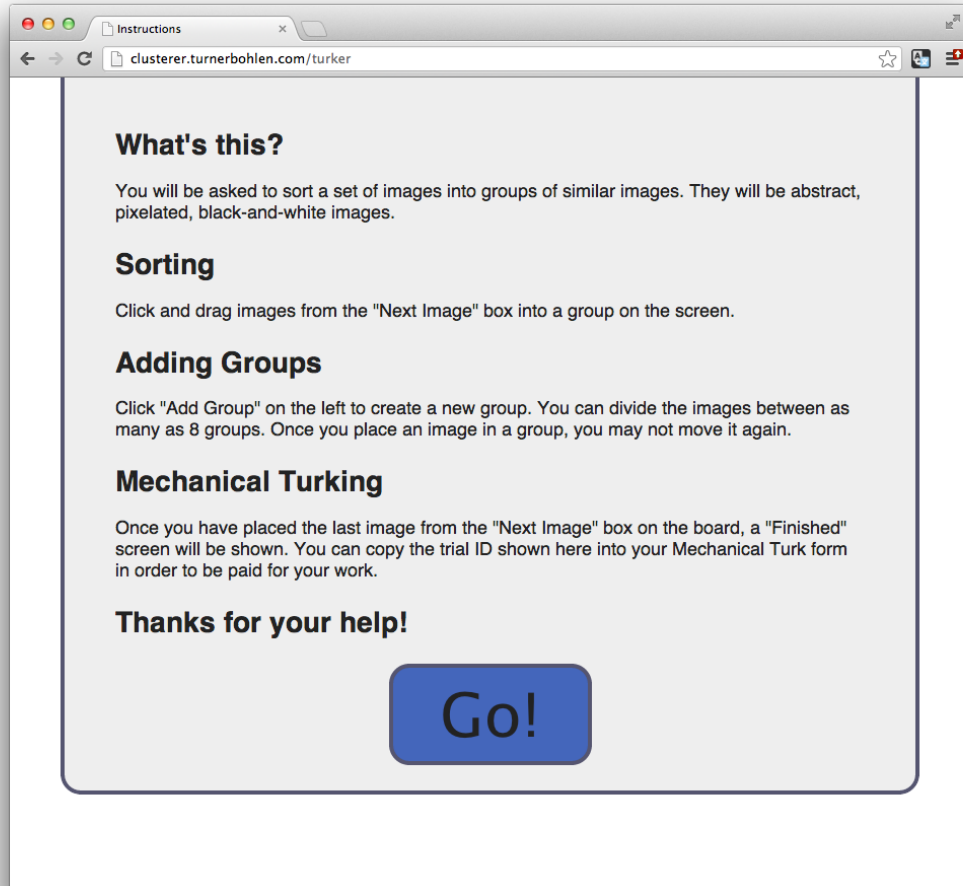 Instructions
clusterer.turnerbohlen.com/turker
What's this?
You will be asked to sort a set of images into groups of similar images. They will be abstract,
pixelated, black-and-white images.
Sorting
Click and drag images from the "Next Image" box into a group on the screen.
Adding Groups
Click "Add Group" on the left to create a new group. You can divide the images between as
many as 8 groups. Once you place an image in a group, you may not move it again.
Mechanical Turking
Once you have placed the last image from the "Next Image" box on the board, a "Finished"
screen will be shown. You can copy the trial ID shown here into your Mechanical Turk form
in order to be paid for your work.
Thanks for your help!
Go!